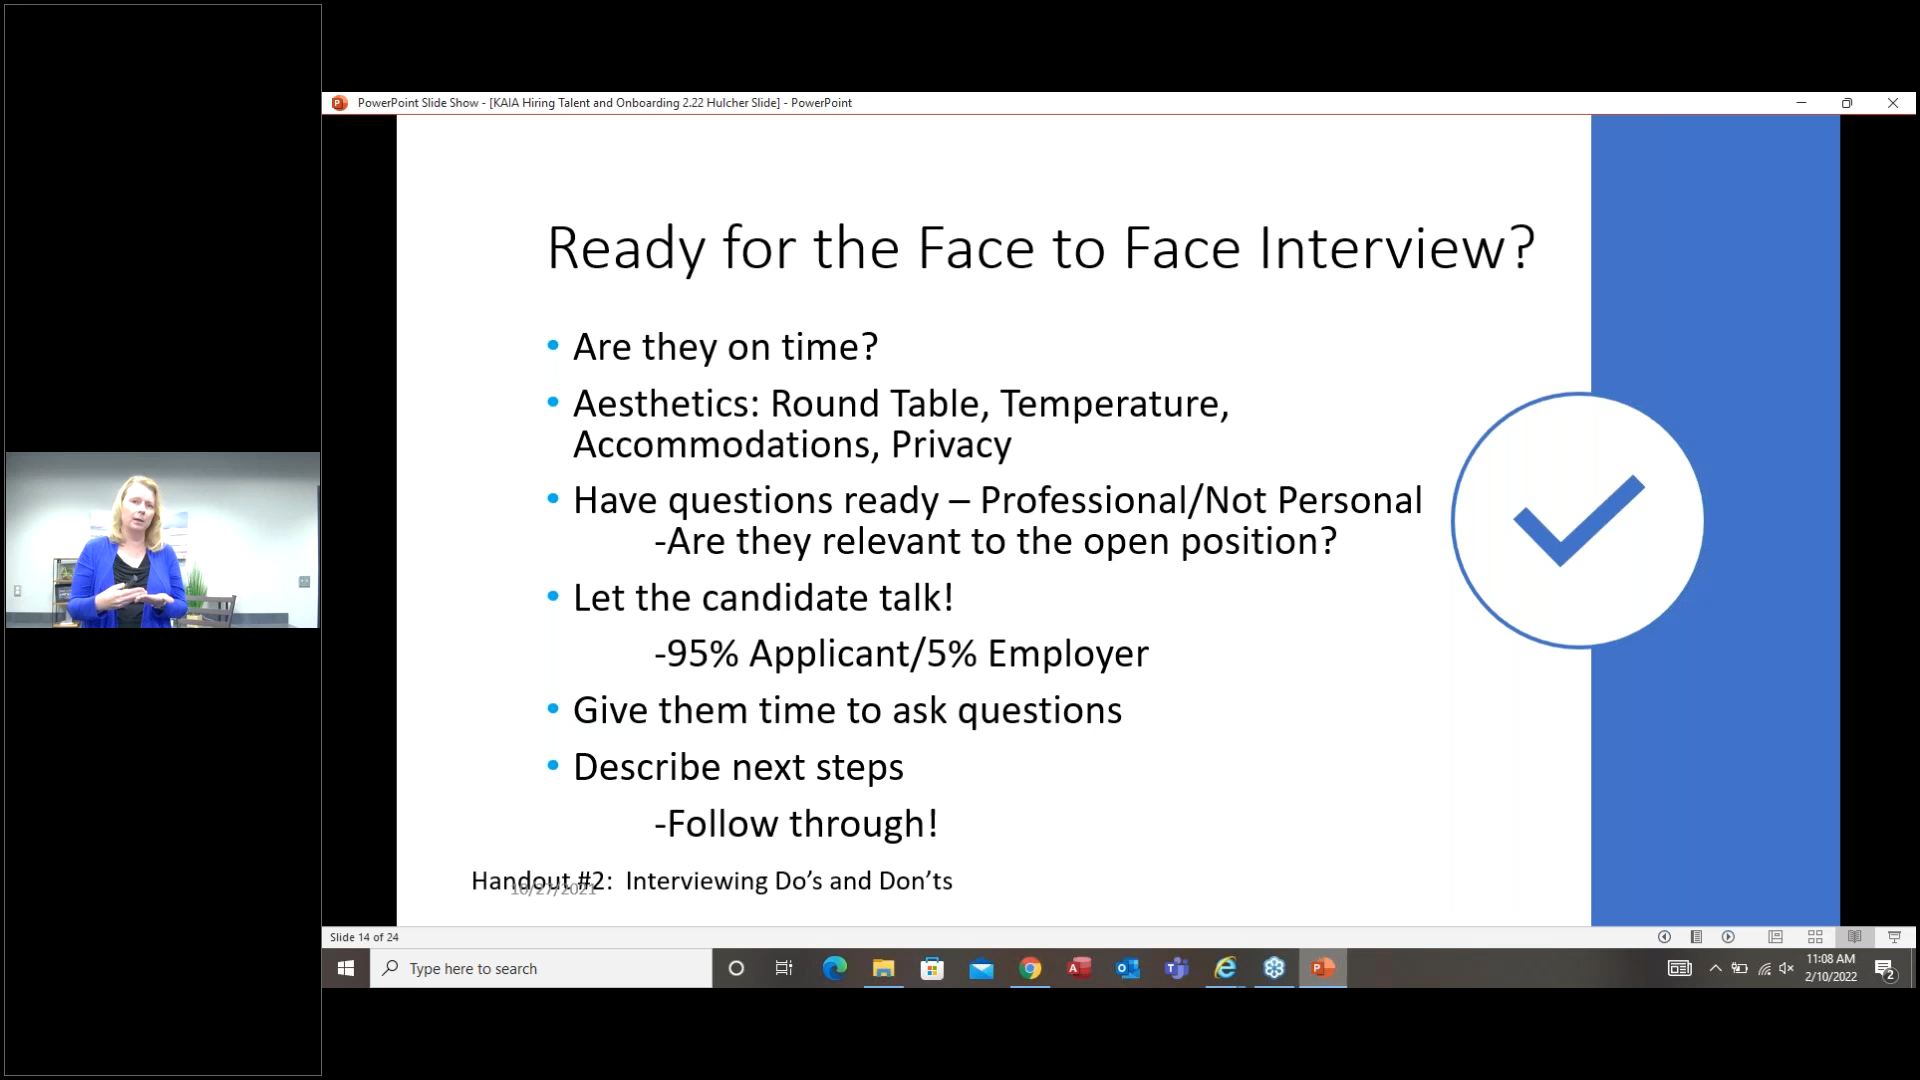 PowerPoint Slide Show - [KAIA Hiring Talent and Onboarding 2.22 Hulcher Slide] - PowerPoint
Ready for the Face to Face Interview?
• Are they on time?
• Aesthetics: Round Table, Temperature,
Accommodations, Privacy
• Have questions ready – Professional/Not Personal
-Are they relevant to the open position?
• Let the candidate talk!
-95% Applicant/5% Employer
• Give them time to ask questions
• Describe next steps
-Follow through!
Handout #2: Interviewing Do’s and Don’ts
10/27/2021
Slide 14 of 24
Type here to search
11:08 AM
2/10/2022
2